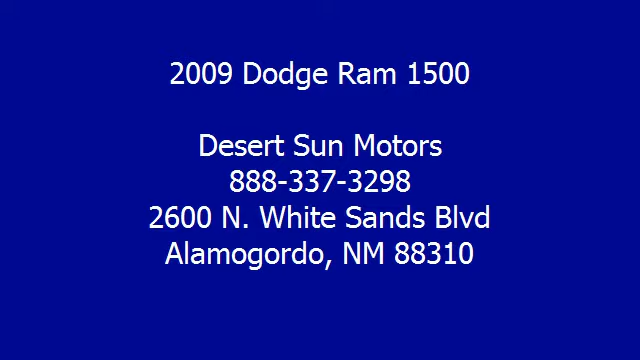 2009 Dodge Ram 1500
Desert Sun Motors
888-337-3298
2600 N. White Sands Blvd
Alamogordo, NM 88310